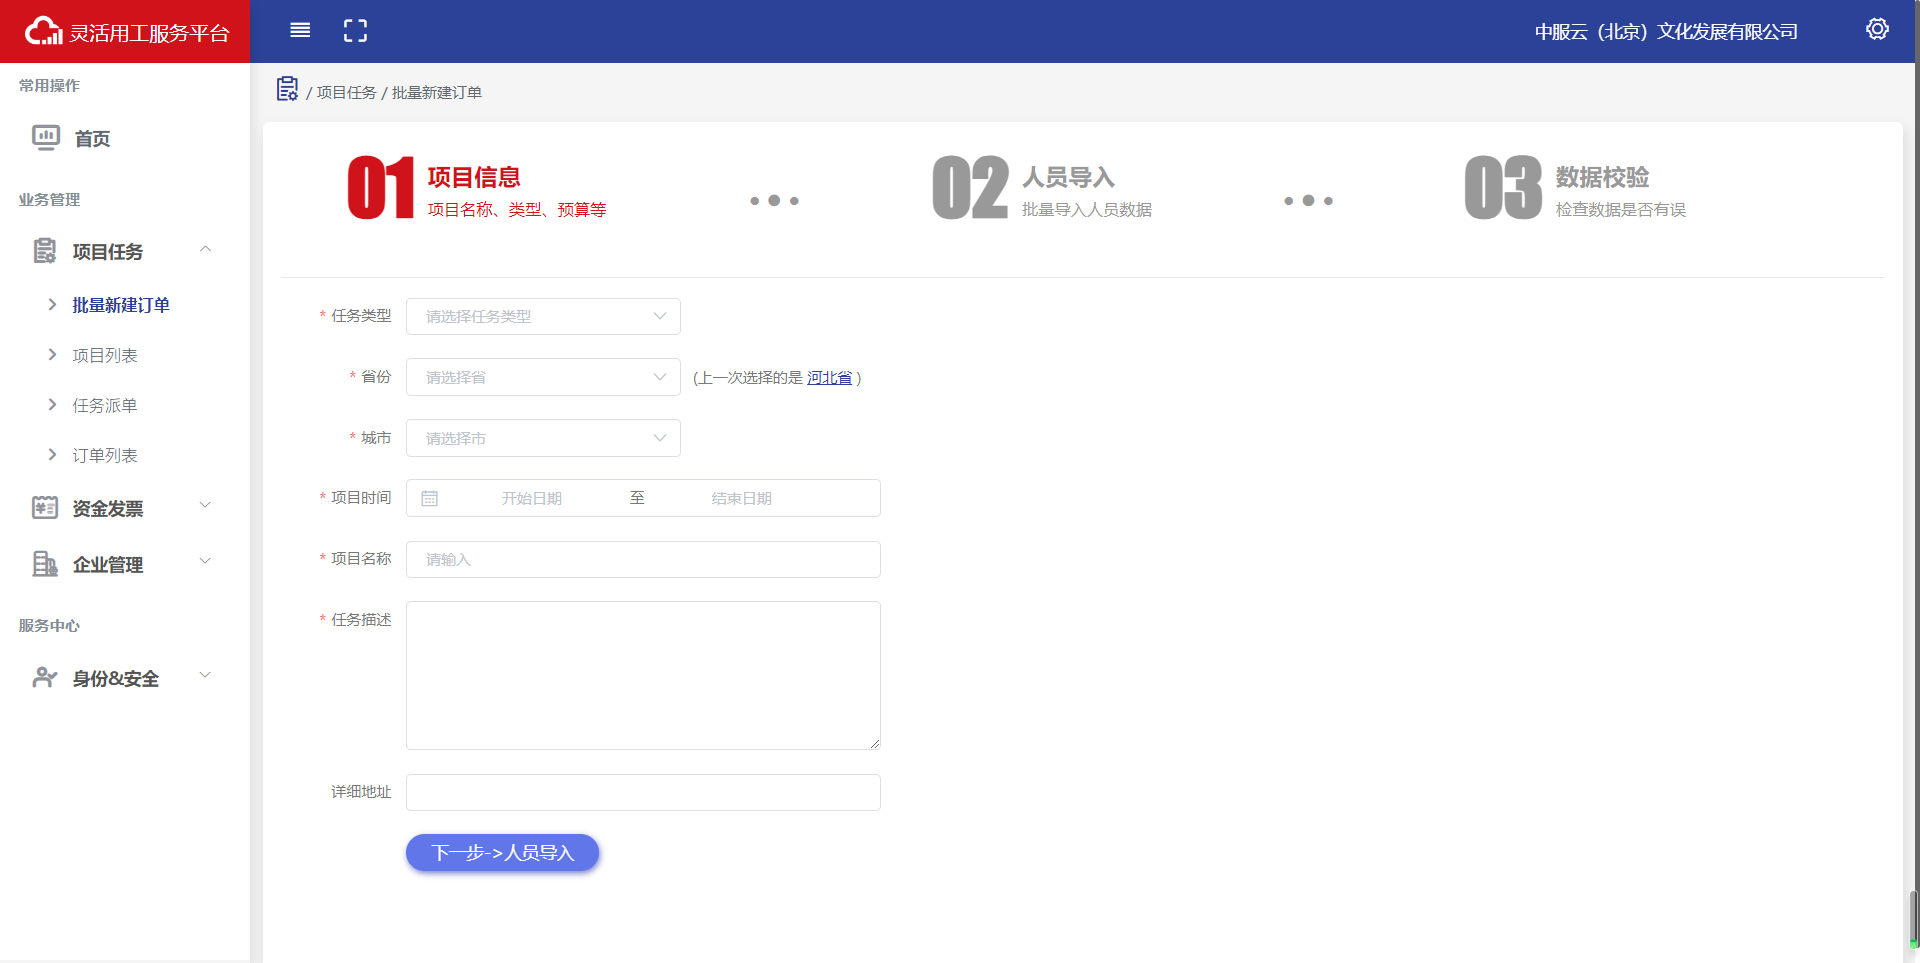 灵活用工服务平台
中服云（北京）文化发展有限公司
常用操作
首页
业务管理
项目任务
批量新建订单
项目列表
任务派单
订单列表
资金发票
企业管理
服务中心
身份&安全
/ 项目任务 / 批量新建订单
01 项目信息
项目名称、类型、预算等
02 人员导入
批量导入人员数据
03 数据校验
检查数据是否有误
* 任务类型 请选择任务类型
* 省份 请选择省 (上一次选择的是 河北省 )
* 城市 请选择市
* 项目时间 开始日期 至 结束日期
* 项目名称 请输入
* 任务描述
详细地址
下一步->人员导入